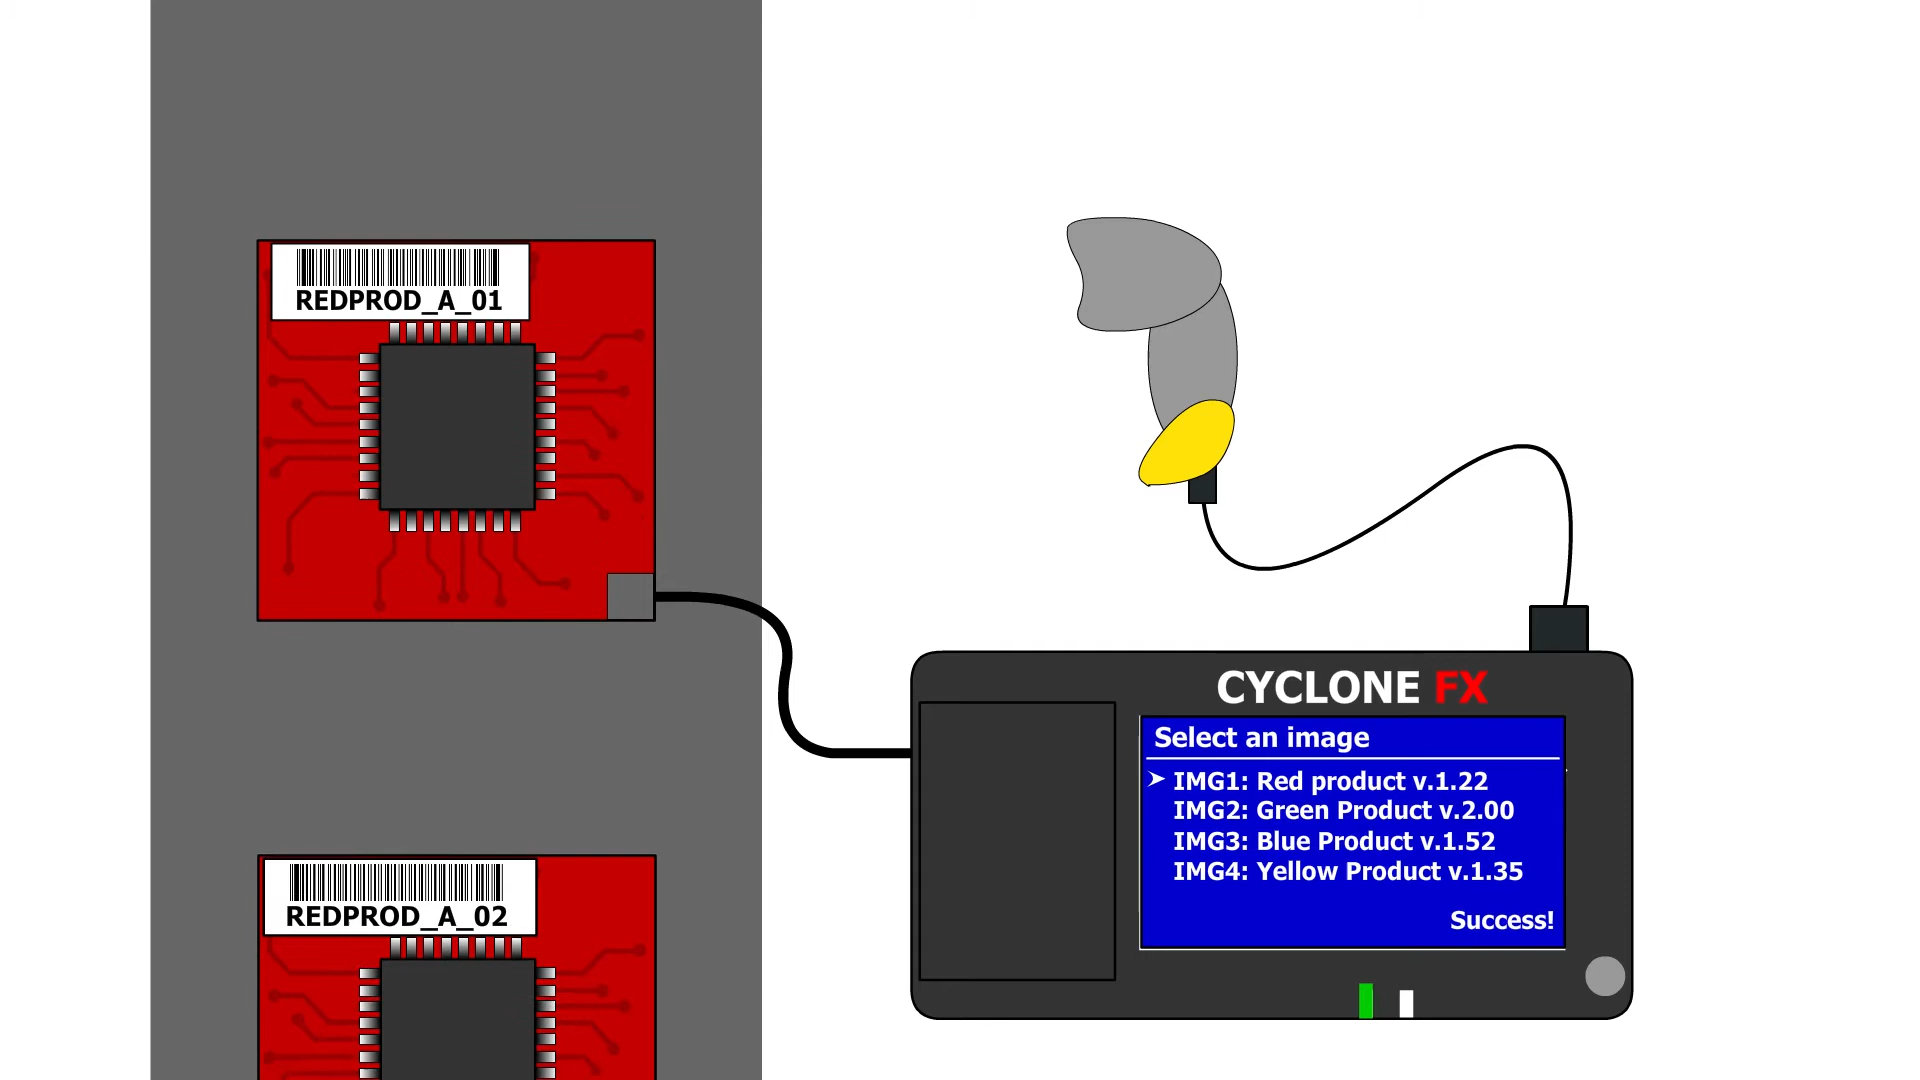 REDPROD_A_01
CYCLONE FX
Select an image
➤ IMG1: Red product v.1.22
IMG2: Green Product v.2.00
IMG3: Blue Product v.1.52
IMG4: Yellow Product v.1.35
Success!
REDPROD_A_02